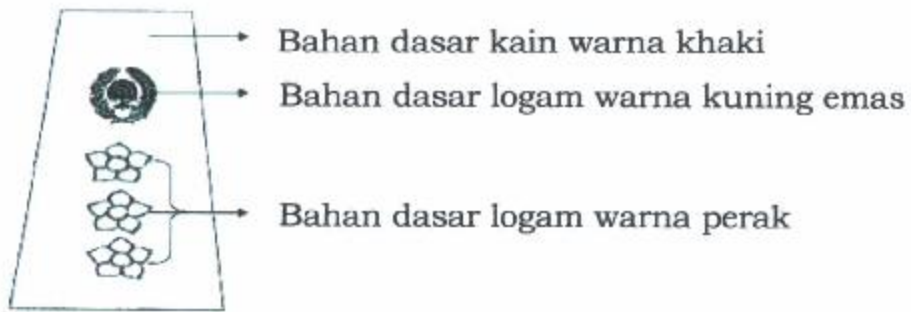 Bahan dasar kain warna khaki
Bahan dasar logam warna kuning emas
Bahan dasar logam warna perak